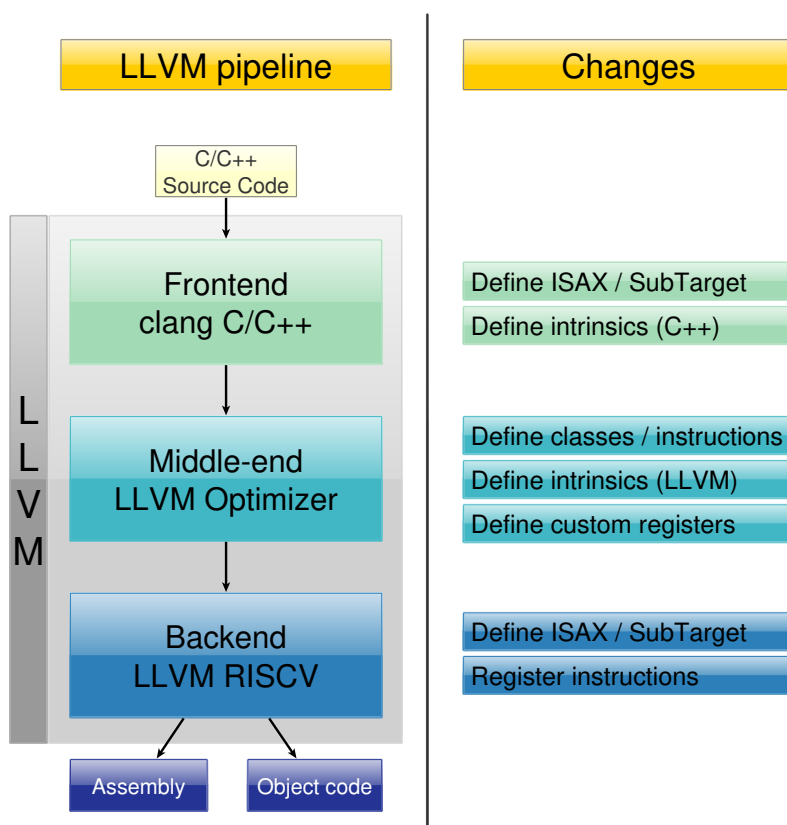 LLVM pipeline
Changes
C/C++
Source Code
Frontend
clang C/C++
Define ISAX / SubTarget
Define intrinsics (C++)
L
L
V
M
Middle-end
LLVM Optimizer
Define classes / instructions
Define intrinsics (LLVM)
Define custom registers
Backend
LLVM RISCV
Define ISAX / SubTarget
Register instructions
Assembly
Object code